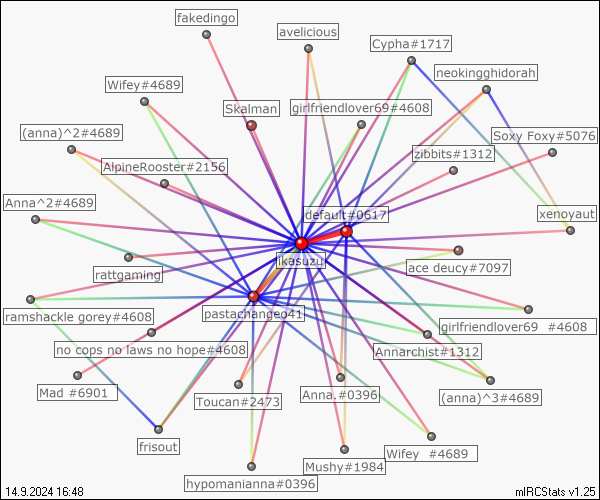 fakedingo
avelicious
Cypha#1717
neokingghidorah
Wifey#4689
Skalman
girlfriendlover69#4608
(anna)^2#4689
Soxy Foxy#5076
zibbits#1312
AlpineRooster#2156
Anna^2#4689
default#0617
xenoyaut
ikasuzu
rattgaming
ace deucy#7097
ramshackle gorey#4608
pastachangeo41
girlfriendlover69 #4608
no cops no laws no hope#4608
Annarchist#1312
Mad #6901
Toucan#2473
Anna.#0396
(anna)^3#4689
frisout
Wifey #4689
Mushy#1984
hypomanianna#0396
14.9.2024 16:48
mIRCStats v1.25